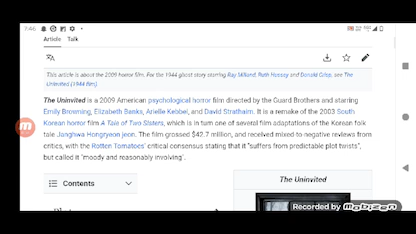 7:46
Article Talk
This article is about the 2009 horror film. For the 1944 ghost story starring Ray Milland, Ruth Hussey and Donald Crisp, see The
Uninvited (1944 film).
The Uninvited is a 2009 American psychological horror film directed by the Guard Brothers and starring
Emily Browning, Elizabeth Banks, Arielle Kebbel, and David Strathairn. It is a remake of the 2003 South
Korean horror film A Tale of Two Sisters, which is in turn one of several film adaptations of the Korean folk
tale Janghwa Hongryeon jeon. The film grossed $42.7 million, and received mixed to negative reviews from
critics, with the Rotten Tomatoes' critical consensus stating that it "suffers from predictable plot twists",
but called it "moody and reasonably involving".
Contents
The Uninvited
Recorded by Mobizen